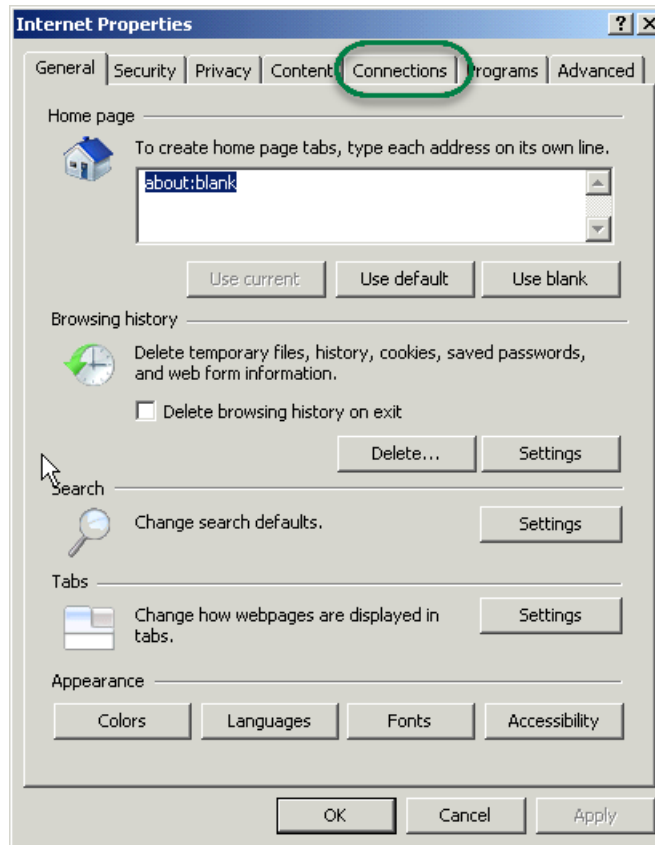 Internet Properties
General Security Privacy Content Connections Programs Advanced
Home page
To create home page tabs, type each address on its own line.
about:blank
Use current Use default Use blank
Browsing history
Delete temporary files, history, cookies, saved passwords,
and web form information.
Delete browsing history on exit
Delete... Settings
Search
Change search defaults. Settings
Tabs
Change how webpages are displayed in Settings
tabs.
Appearance
Colors Languages Fonts Accessibility
OK Cancel Apply